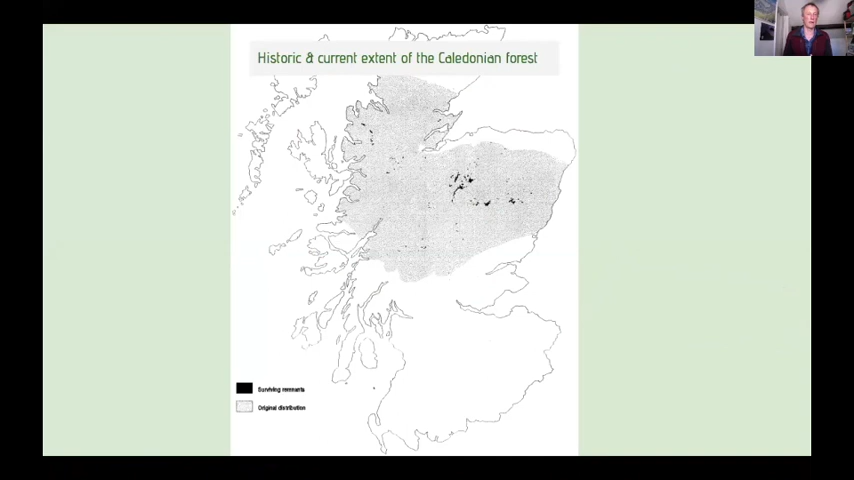 Historic & current extent of the Caledonian forest
Surviving remnants
Original distribution